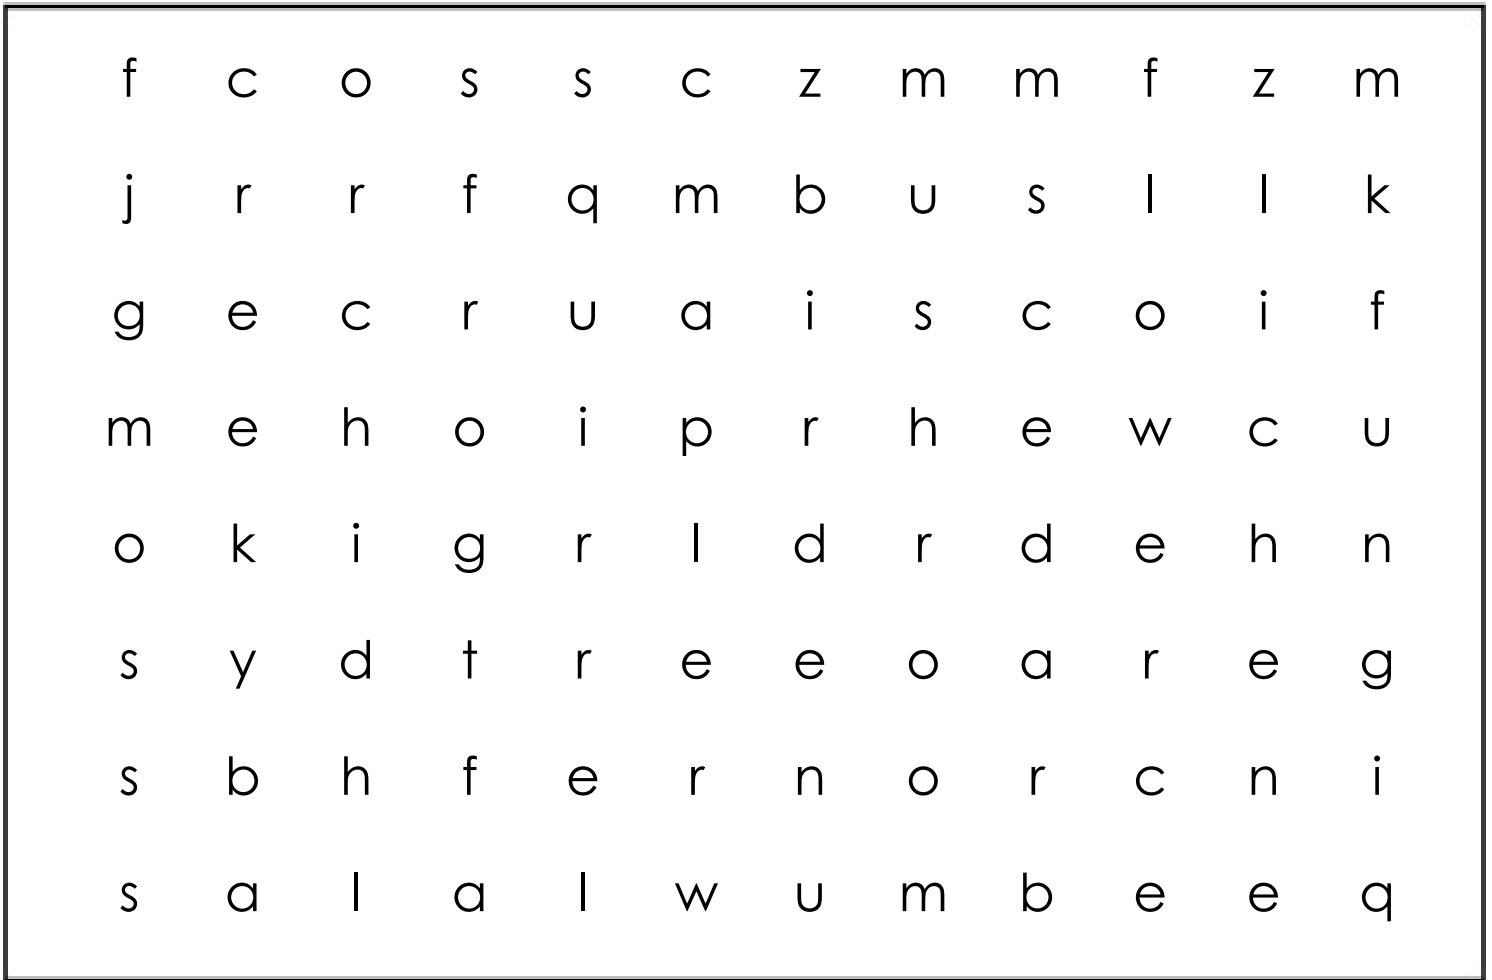 f c o s s c z m m f z m
j r r f q m b u s l l k
g e c r u a i s c o i f
m e h o i p r h e w c u
o k i g r l d r d e h n
s y d t r e e o a r e g
s b h f e r n o r c n i
s a l a l w u m b e e q